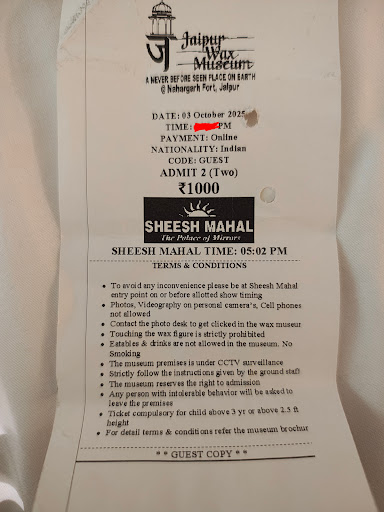 ज
Jaipur
Wax
Museum
A NEVER BEFORE SEEN PLACE ON EARTH
@ Nahargarh Fort, Jaipur
DATE: 03 October 2025
TIME: PM
PAYMENT: Online
NATIONALITY: Indian
CODE: GUEST
ADMIT 2 (Two)
₹1000
SHEESH MAHAL
The Palace of Mirrors
SHEESH MAHAL TIME: 05:02 PM
TERMS & CONDITIONS
• To avoid any inconvenience please be at Sheesh Mahal
entry point on or before allotted show timing
• Photos, Videography on personal camera's, Cell phones
not allowed
• Contact the photo desk to get clicked in the wax museur
• Touching the wax figure is strictly prohibited
• Eatables & drinks are not allowed in the museum. No
Smoking
• The museum premises is under CCTV surveillance
• Strictly follow the instructions given by the ground staff
• The museum reserves the right to admission
• Any person with intolerable behavior will be asked to
leave the premises
• Ticket compulsory for child above 3 yr or above 2.5 ft
height
• For detail terms & conditions refer the museum brochur
** GUEST COPY **